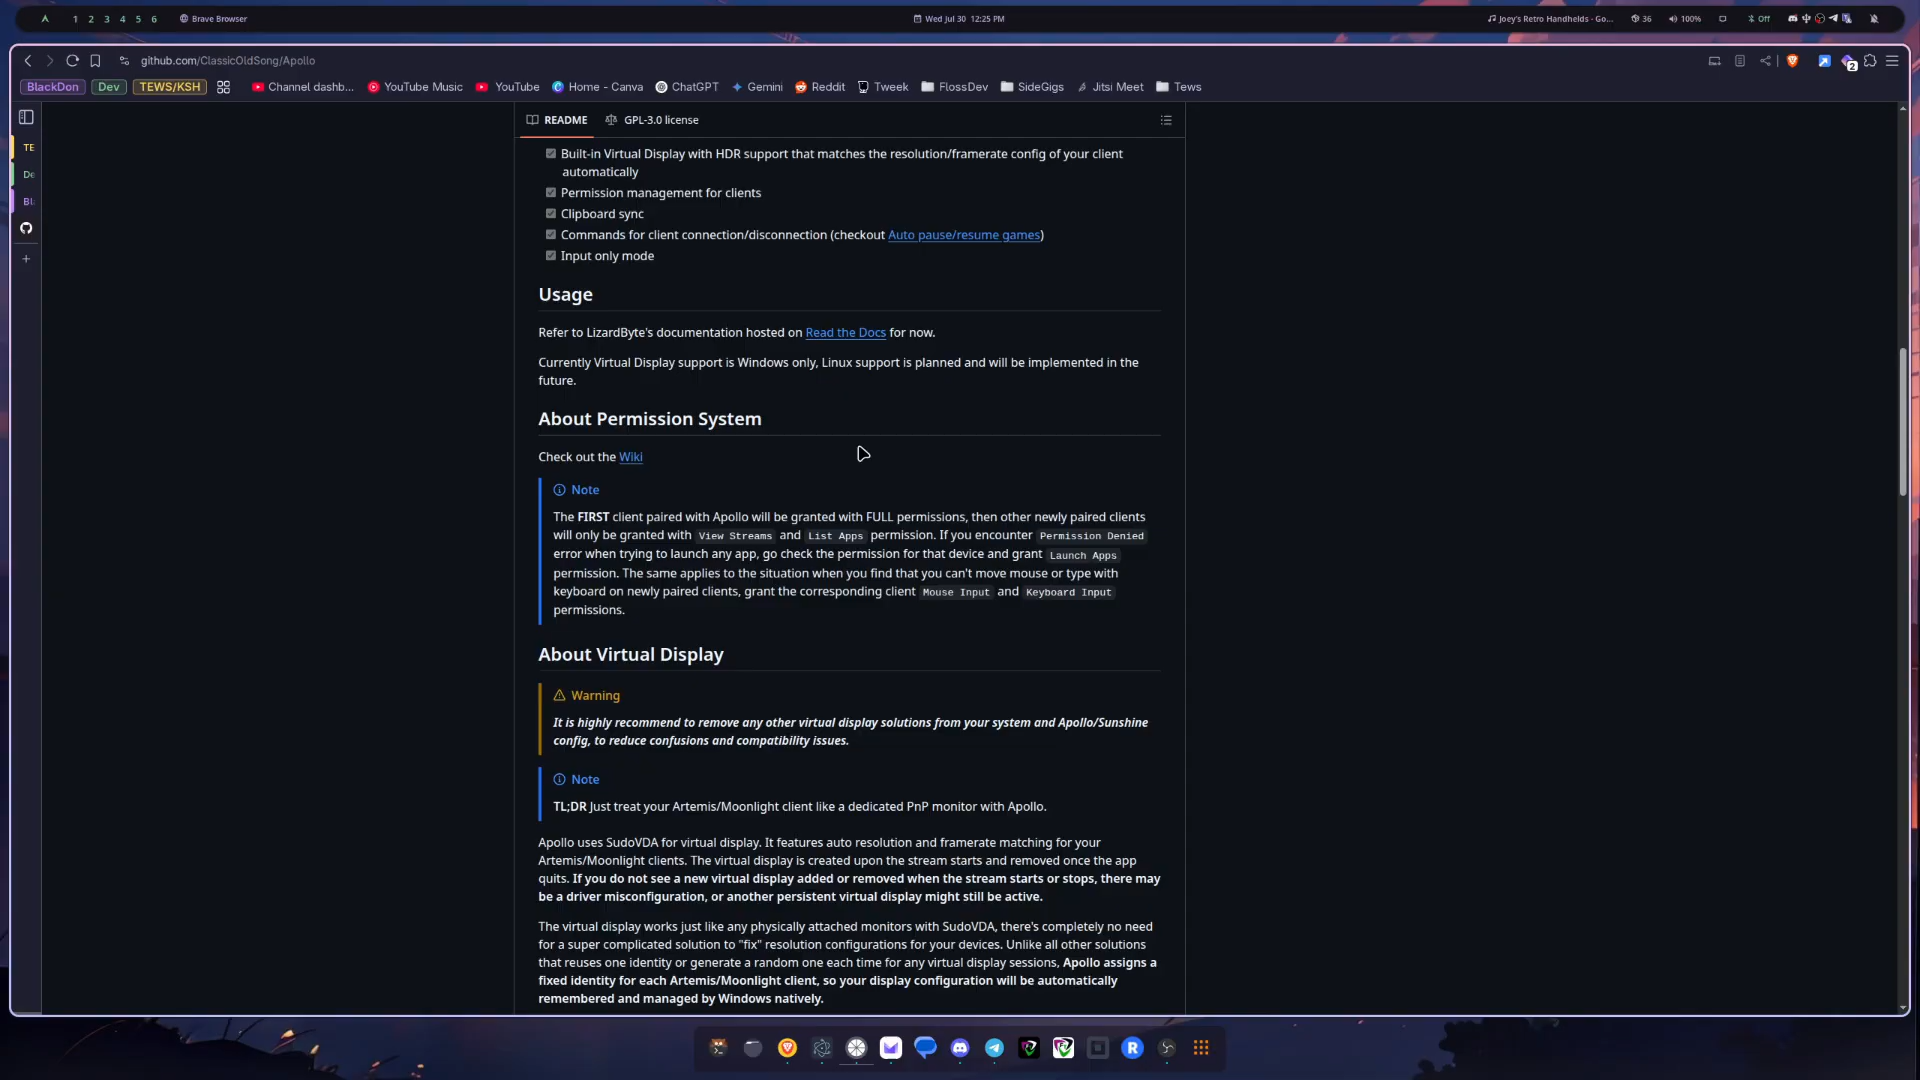 1 2 3 4 5 6 Brave Browser Wed Jul 30 12:25 PM Joey's Retro Handhelds - Go... 36 100% Off
github.com/ClassicOldSong/Apollo 2
BlackDon Dev TEWS/KSH Channel dashb... YouTube Music YouTube Home - Canva ChatGPT Gemini Reddit Tweek FlossDev SideGigs Jitsi Meet Tews
TE
De
Bl
README GPL-3.0 license
Built-in Virtual Display with HDR support that matches the resolution/framerate config of your client
automatically
Permission management for clients
Clipboard sync
Commands for client connection/disconnection (checkout Auto pause/resume games)
Input only mode
Usage
Refer to LizardByte's documentation hosted on Read the Docs for now.
Currently Virtual Display support is Windows only, Linux support is planned and will be implemented in the
future.
About Permission System
Check out the Wiki
Note
The FIRST client paired with Apollo will be granted with FULL permissions, then other newly paired clients
will only be granted with View Streams and List Apps permission. If you encounter Permission Denied
error when trying to launch any app, go check the permission for that device and grant Launch Apps
permission. The same applies to the situation when you find that you can't move mouse or type with
keyboard on newly paired clients, grant the corresponding client Mouse Input and Keyboard Input
permissions.
About Virtual Display
Warning
It is highly recommend to remove any other virtual display solutions from your system and Apollo/Sunshine
config, to reduce confusions and compatibility issues.
Note
TL;DR Just treat your Artemis/Moonlight client like a dedicated PnP monitor with Apollo.
Apollo uses SudoVDA for virtual display. It features auto resolution and framerate matching for your
Artemis/Moonlight clients. The virtual display is created upon the stream starts and removed once the app
quits. If you do not see a new virtual display added or removed when the stream starts or stops, there may
be a driver misconfiguration, or another persistent virtual display might still be active.
The virtual display works just like any physically attached monitors with SudoVDA, there's completely no need
for a super complicated solution to "fix" resolution configurations for your devices. Unlike all other solutions
that reuses one identity or generate a random one each time for any virtual display sessions, Apollo assigns a
fixed identity for each Artemis/Moonlight client, so your display configuration will be automatically
remembered and managed by Windows natively.
R